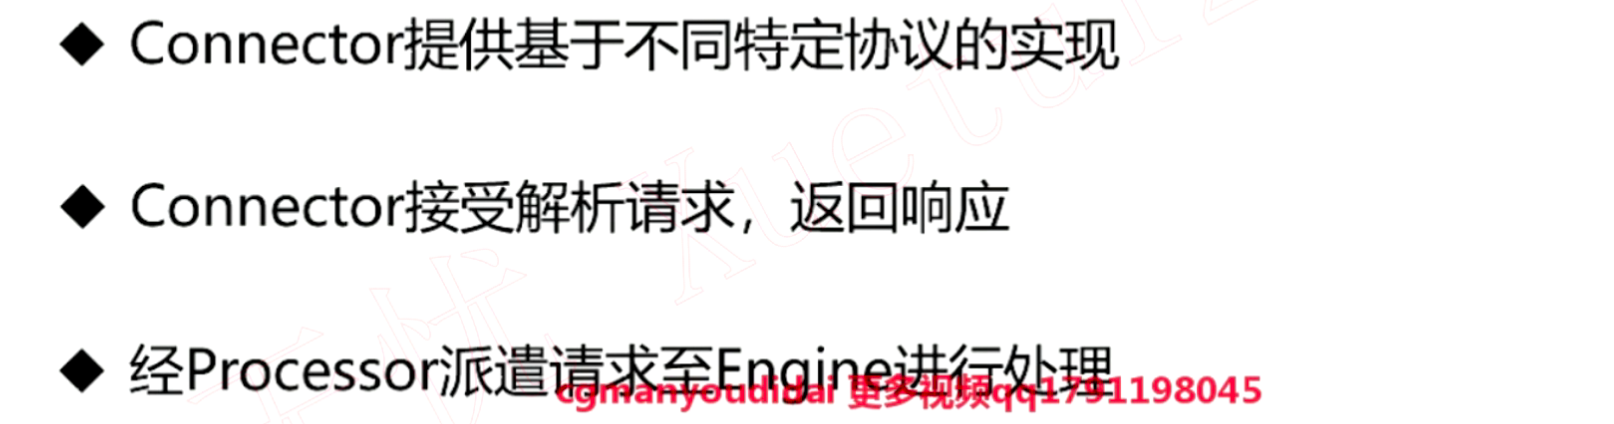 ◆ Connector提供基于不同特定协议的实现
◆ Connector接受解析请求，返回响应
◆ 经Processor派遣请求至Engine进行处理
cgmanyoudidai 更多视频qq1791198045